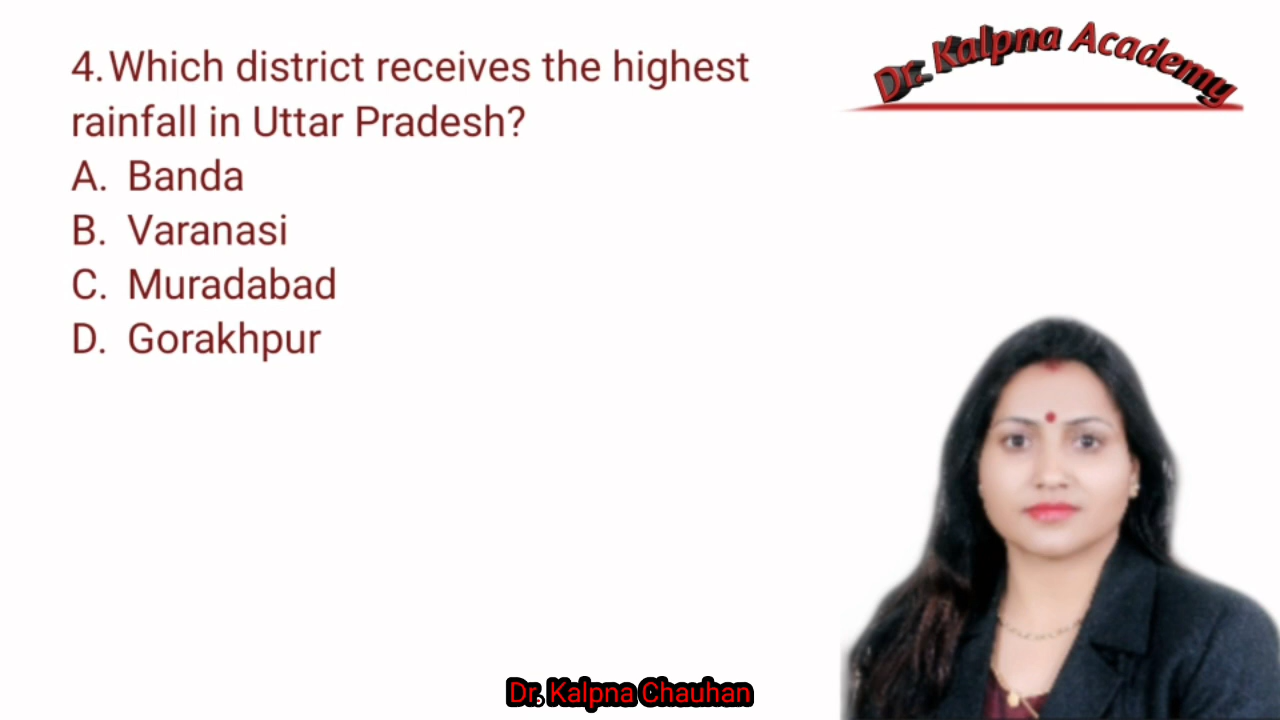 Dr. Kalpna Academy
4.Which district receives the highest
rainfall in Uttar Pradesh?
A. Banda
B. Varanasi
C. Muradabad
D. Gorakhpur
Dr. Kalpna Chauhan